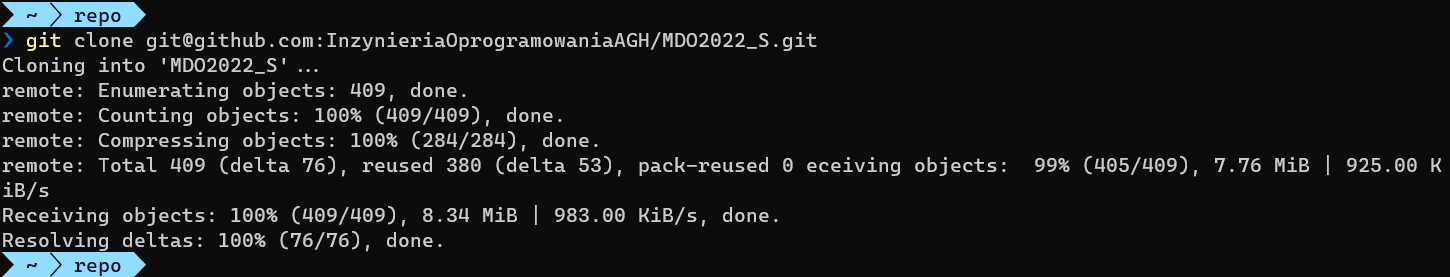 ~ repo
❯ git clone git@github.com:InzynieriaOprogramowaniaAGH/MDO2022_S.git
Cloning into 'MDO2022_S'...
remote: Enumerating objects: 409, done.
remote: Counting objects: 100% (409/409), done.
remote: Compressing objects: 100% (284/284), done.
remote: Total 409 (delta 76), reused 380 (delta 53), pack-reused 0 eceiving objects:  99% (405/409), 7.76 MiB | 925.00 K
iB/s
Receiving objects: 100% (409/409), 8.34 MiB | 983.00 KiB/s, done.
Resolving deltas: 100% (76/76), done.
~ repo